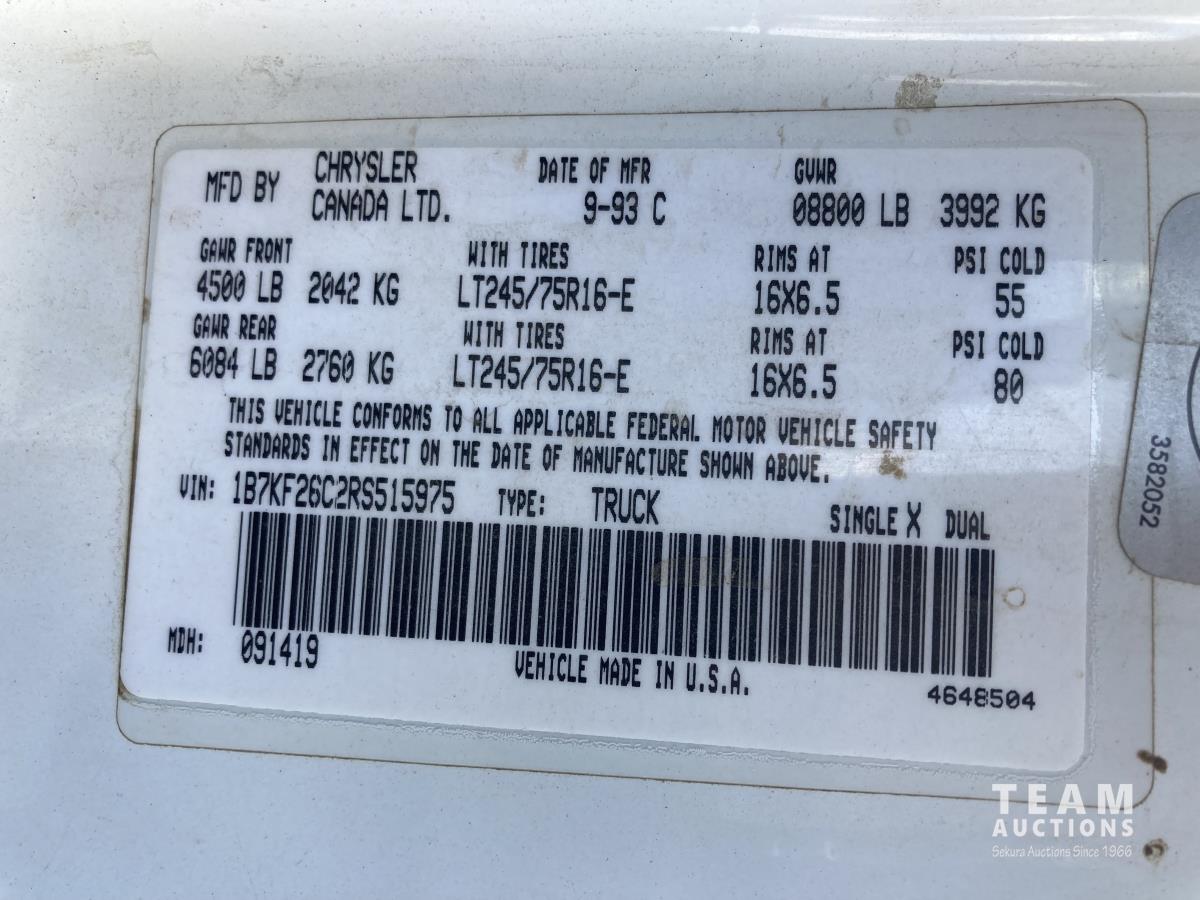 MFD BY CHRYSLER CANADA LTD. DATE OF MFR 9-93 C GVWR 08800 LB 3992 KG
GAWR FRONT WITH TIRES RIMS AT PSI COLD
4500 LB 2042 KG LT245/75R16-E 16X6.5 55
GAWR REAR WITH TIRES RIMS AT PSI COLD
6084 LB 2760 KG LT245/75R16-E 16X6.5 80
THIS VEHICLE CONFORMS TO ALL APPLICABLE FEDERAL MOTOR VEHICLE SAFETY
STANDARDS IN EFFECT ON THE DATE OF MANUFACTURE SHOWN ABOVE.
VIN: 1B7KF26C2RS515975 TYPE: TRUCK SINGLE X DUAL
MDH: 091419 VEHICLE MADE IN U.S.A. 4648504
3582052
TEAM
AUCTIONS
Sekura Auctions Since 1966